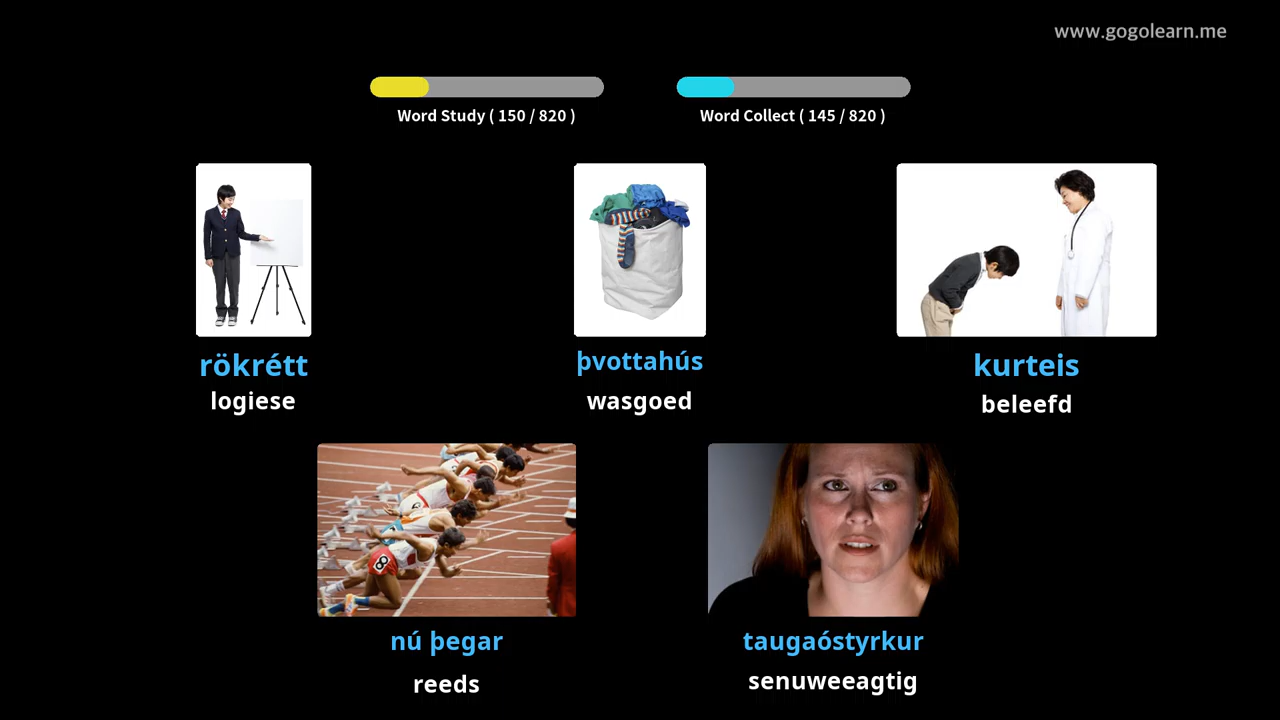 www.gogolearn.me
Word Study ( 150 / 820 )
Word Collect ( 145 / 820 )
rökrétt
logiese
þvottahús
wasgoed
kurteis
beleefd
8
nú þegar
reeds
taugaóstyrkur
senuweeagtig